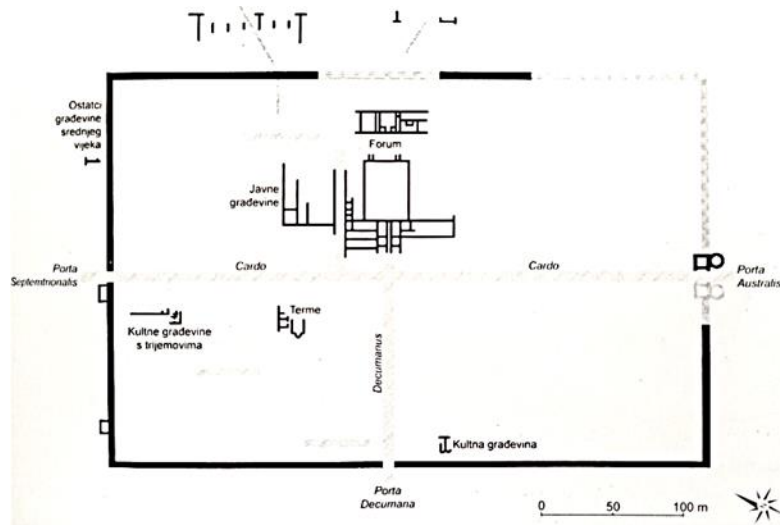 Ostatci
građevine
srednjeg
vijeka
Forum
Javne
građevine
Porta
Septemtrionalis
Cardo
Cardo
Porta
Australis
Kultne građevine
s trijemovima
Terme
Decumanus
Kultna građevina
Porta
Decumana
0 50 100 m